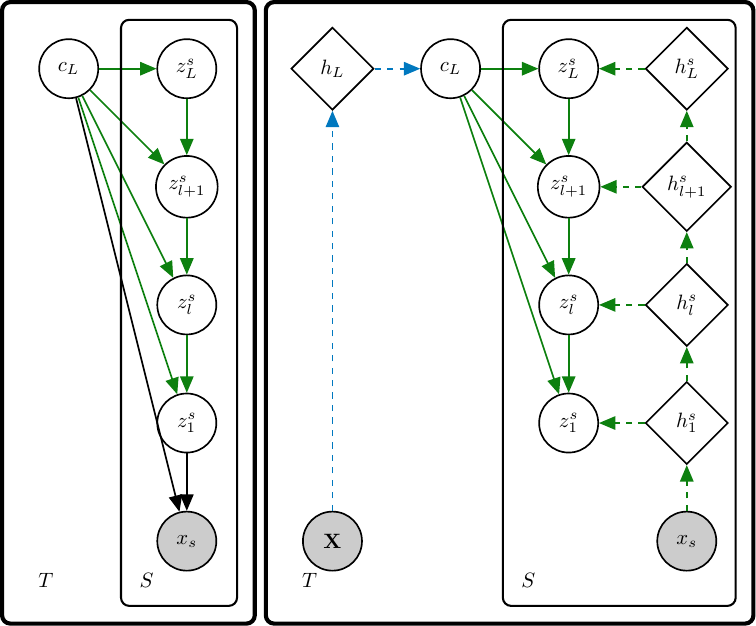 c_L z_L^s
z_{l+1}^s
z_l^s
z_1^s
x_s
T S
h_L c_L z_L^s h_L^s
z_{l+1}^s h_{l+1}^s
z_l^s h_l^s
z_1^s h_1^s
X x_s
T S